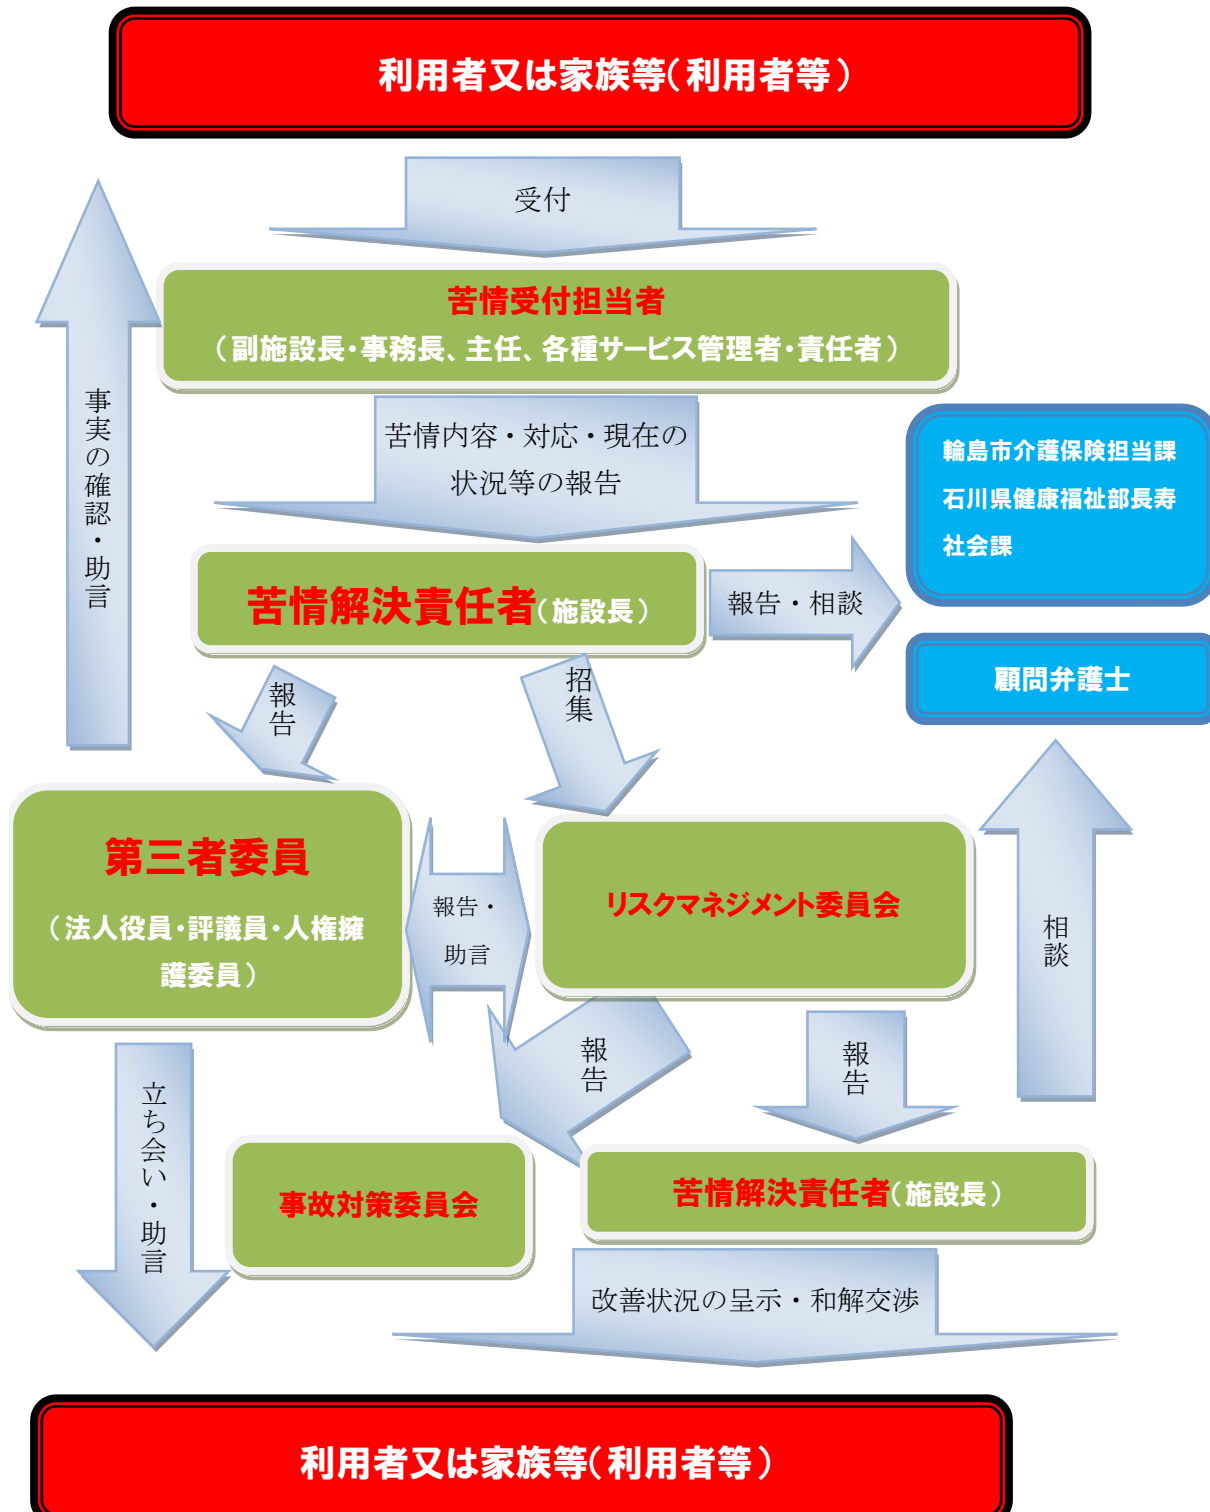 利用者又は家族等(利用者等)
受付
苦情受付担当者
(副施設長・事務長、主任、各種サービス管理者・責任者)
事実の確認・助言
苦情内容・対応・現在の
状況等の報告
輪島市介護保険担当課
石川県健康福祉部長寿
社会課
苦情解決責任者(施設長)
報告・相談
顧問弁護士
報告
招集
第三者委員
(法人役員・評議員・人権擁
護委員)
報告・
助言
リスクマネジメント委員会
相談
報告
報告
立ち会い・助言
事故対策委員会
苦情解決責任者(施設長)
改善状況の呈示・和解交渉
利用者又は家族等(利用者等)